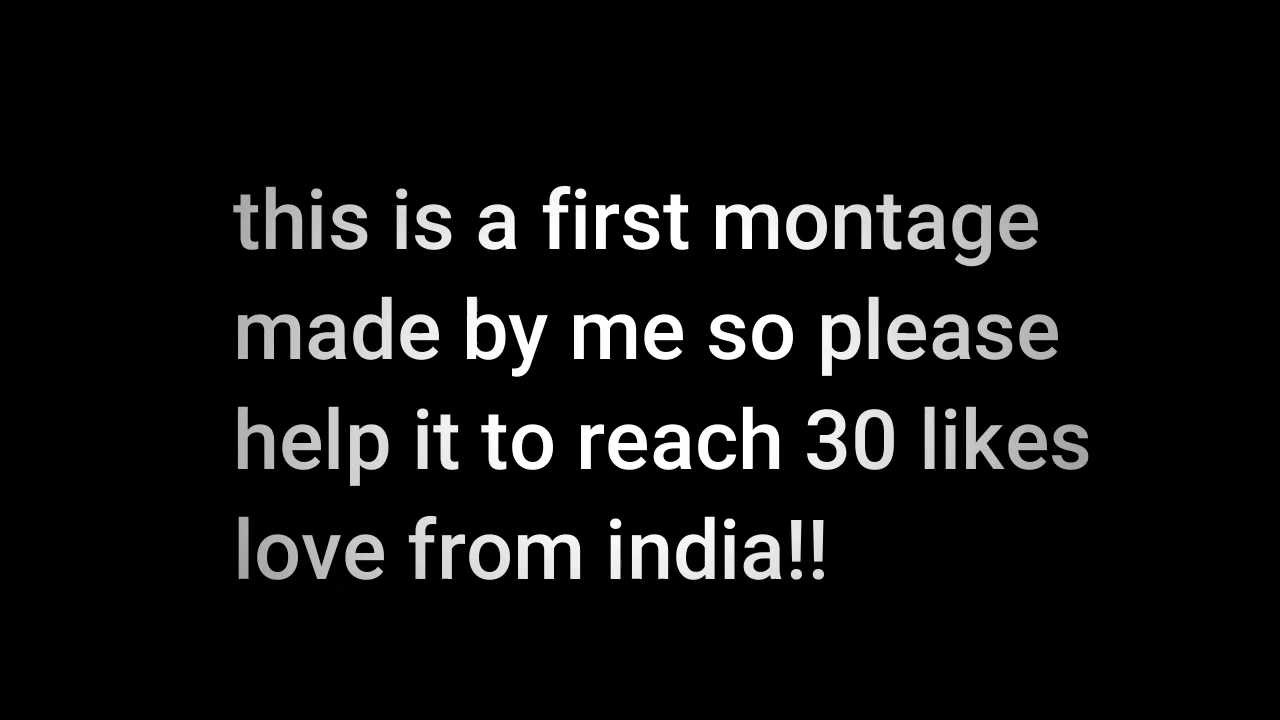 this is a first montage
made by me so please
help it to reach 30 likes
love from india!!